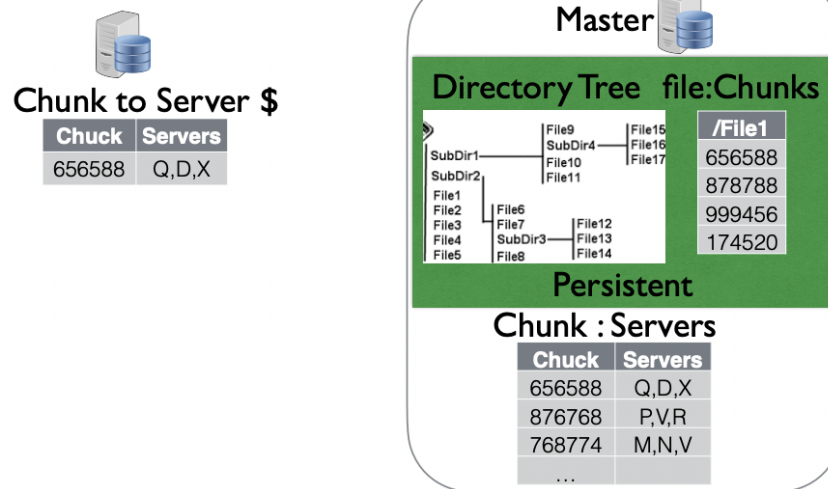 Chunk to Server $
Chuck Servers
656588 Q,D,X
Master
Directory Tree file:Chunks
SubDir1
SubDir2
File1
File2
File3
File4
File5
File9
SubDir4
File10
File11
File15
File16
File17
File6
File7
SubDir3
File8
File12
File13
File14
/File1
656588
878788
999456
174520
Persistent
Chunk : Servers
Chuck Servers
656588 Q,D,X
876768 P,V,R
768774 M,N,V
...